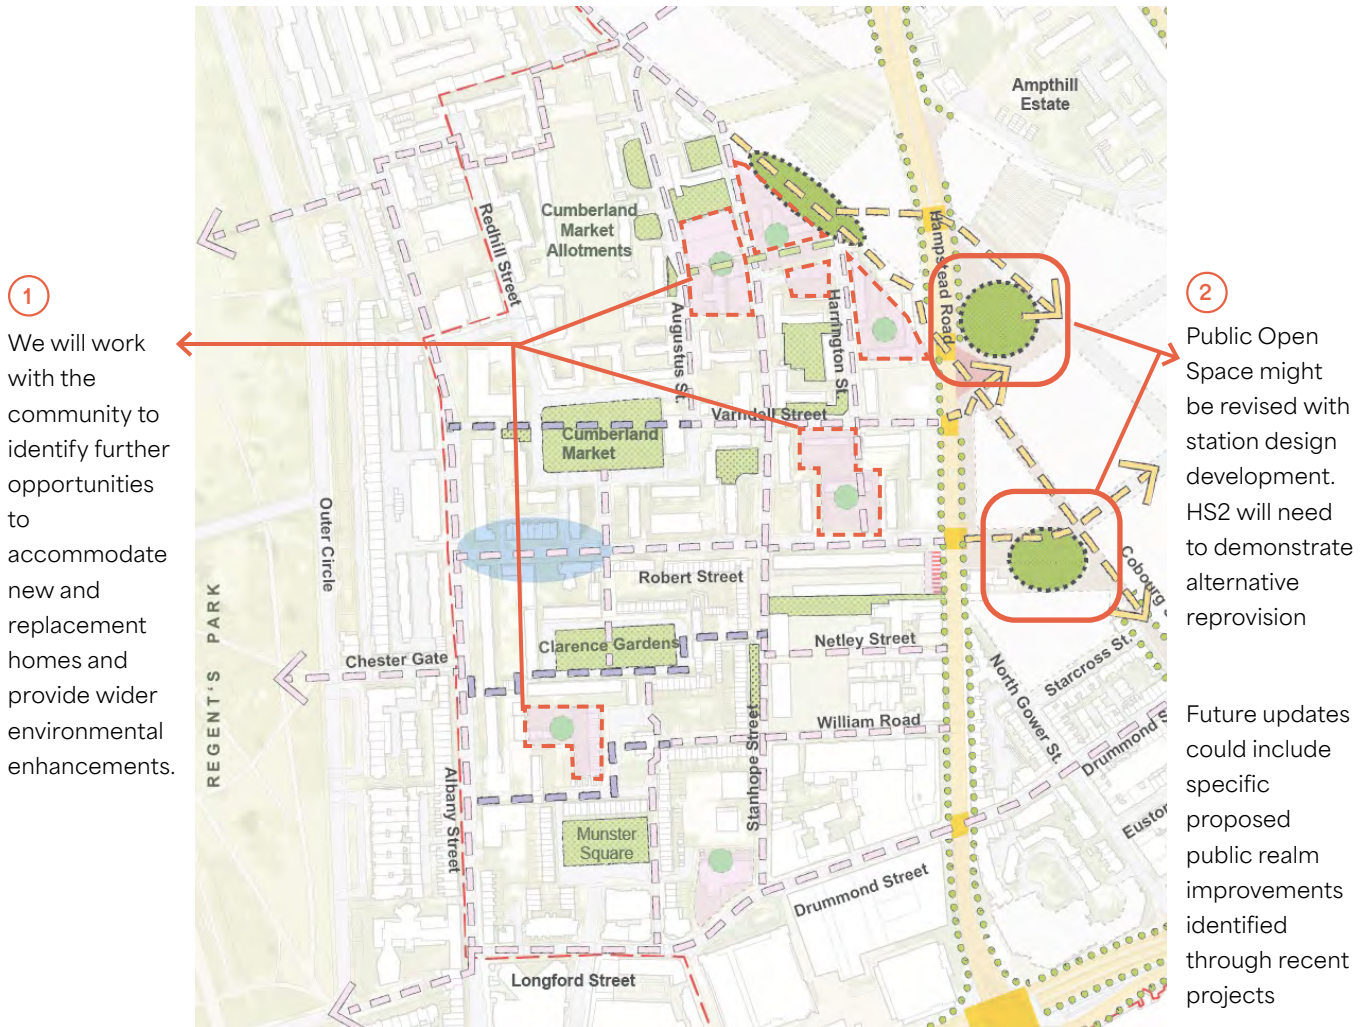 1
We will work
with the
community to
identify further
opportunities
to
accommodate
new and
replacement
homes and
provide wider
environmental
enhancements.
2
Public Open
Space might
be revised with
station design
development.
HS2 will need
to demonstrate
alternative
reprovision
Future updates
could include
specific
proposed
public realm
improvements
identified
through recent
projects
Ampthill
Estate
Redhill Street
Cumberland
Market
Allotments
Hampstead Road
Augustus St.
Harrington St.
Varndell Street
Cumberland
Market
Outer Circle
REGENT'S PARK
Robert Street
Cobourg
Clarence Gardens
Netley Street
Chester Gate
Starcross St.
North Gower St.
William Road
Stanhope Street
Drummond S
Albany Street
Munster
Square
Drummond Street
Longford Street